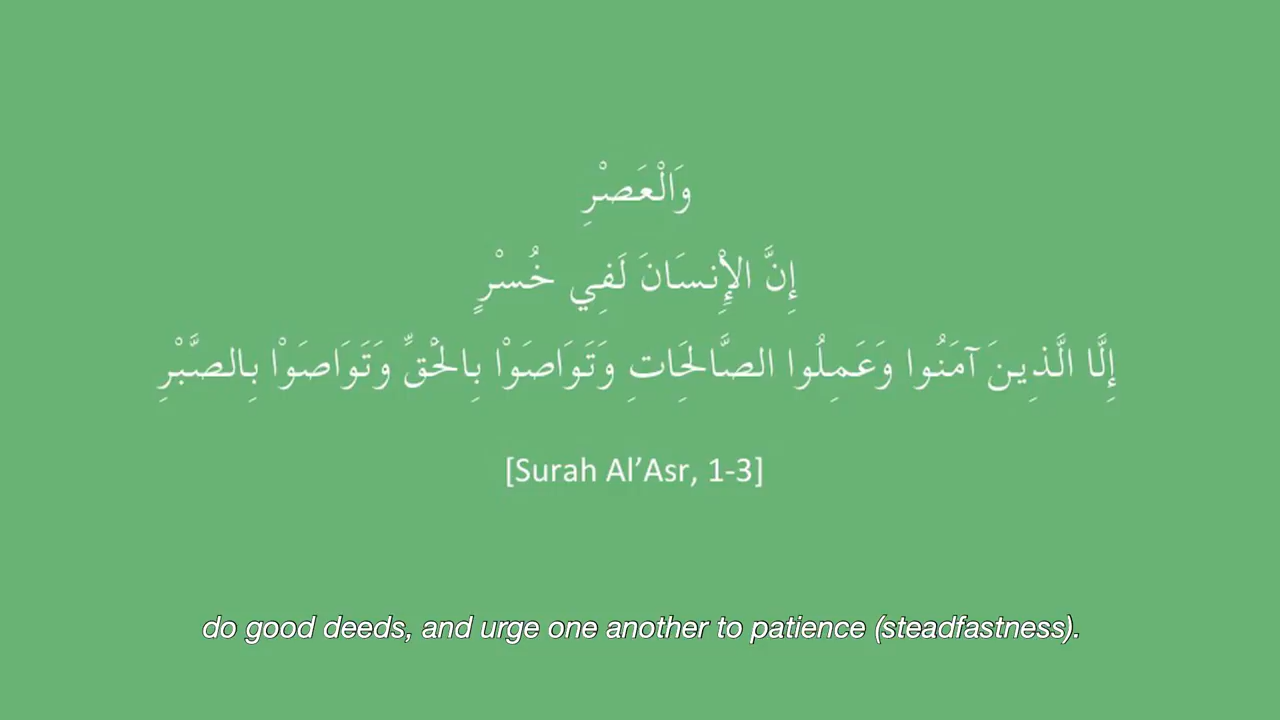 وَالْعَصْرِ
إِنَّ الْإِنسَانَ لَفِي خُسْرٍ
إِلَّا الَّذِينَ آمَنُوا وَعَمِلُوا الصَّالِحَاتِ وَتَوَاصَوْا بِالْحَقِّ وَتَوَاصَوْا بِالصَّبْرِ
[Surah Al’Asr, 1-3]
do good deeds, and urge one another to patience (steadfastness).